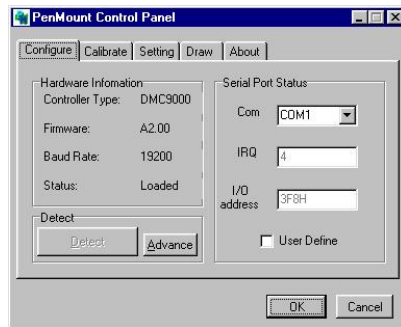 PenMount Control Panel
Configure Calibrate Setting Draw About
Hardware Infomation
Controller Type: DMC9000
Firmware: A2.00
Baud Rate: 19200
Status: Loaded
Detect
Detect Advance
Serial Port Status
Com COM1
IRQ 4
I/O address 3F8H
User Define
OK Cancel